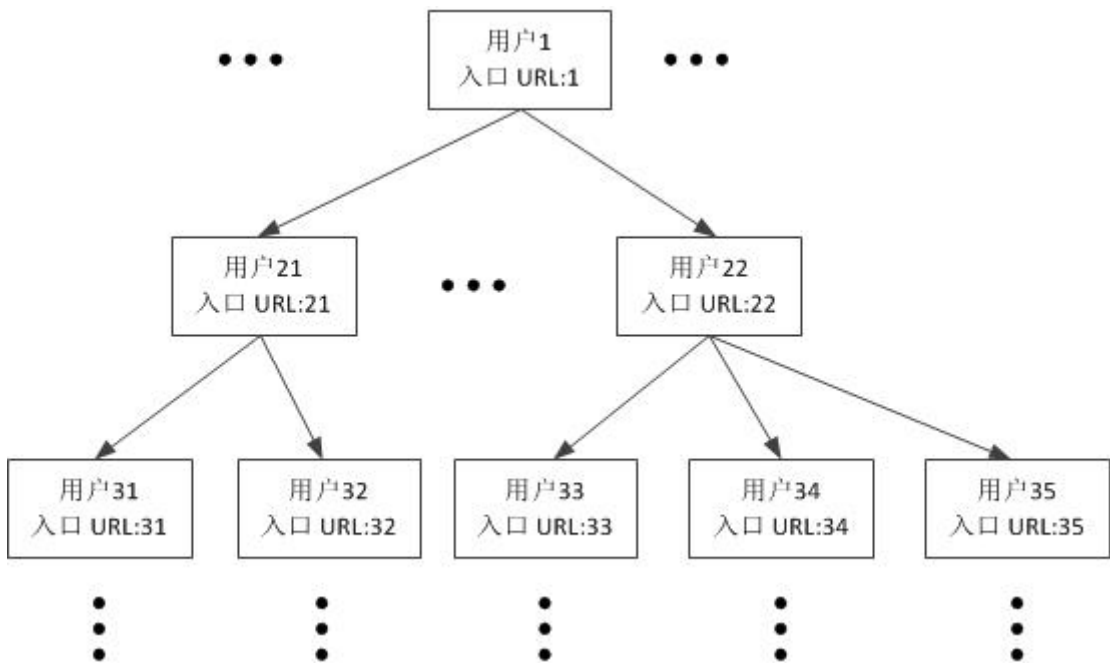 用户1
入口 URL:1
用户21
入口 URL:21
用户22
入口 URL:22
用户31
入口 URL:31
用户32
入口 URL:32
用户33
入口 URL:33
用户34
入口 URL:34
用户35
入口 URL:35